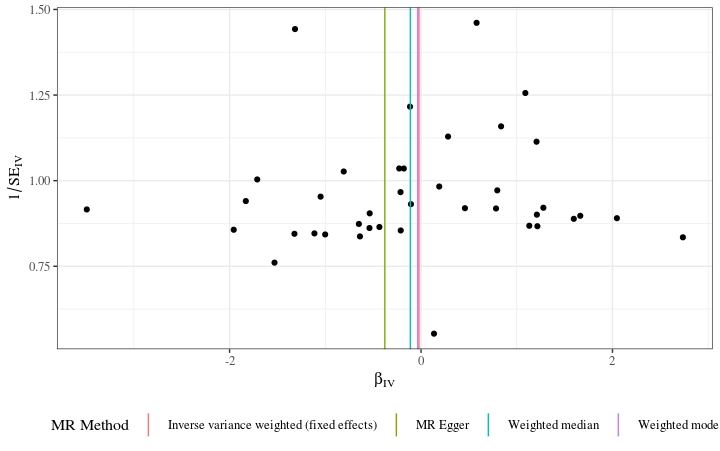 1.50
1.25
1.00
0.75
1/SE_IV
-2 0 2
β_IV
MR Method Inverse variance weighted (fixed effects) MR Egger Weighted median Weighted mode